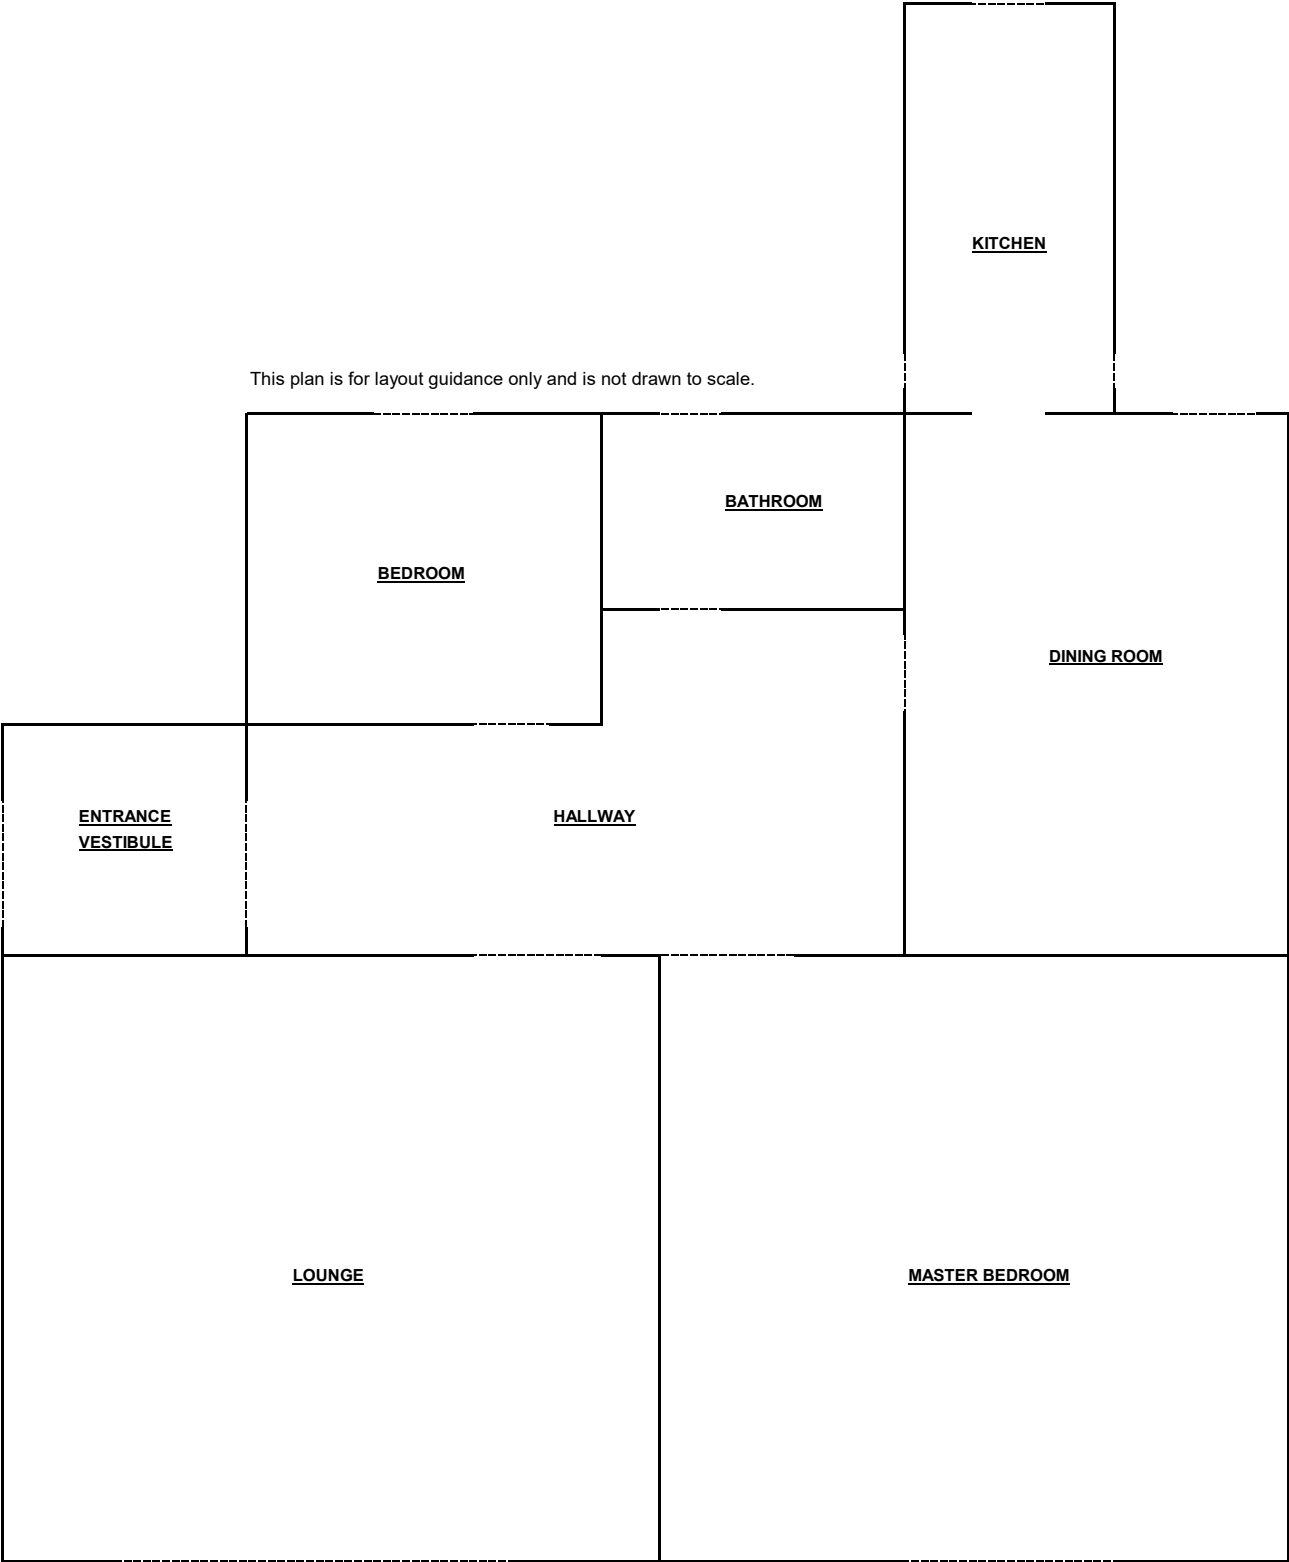 KITCHEN
This plan is for layout guidance only and is not drawn to scale.
BATHROOM
BEDROOM
DINING ROOM
ENTRANCE
VESTIBULE
HALLWAY
LOUNGE
MASTER BEDROOM